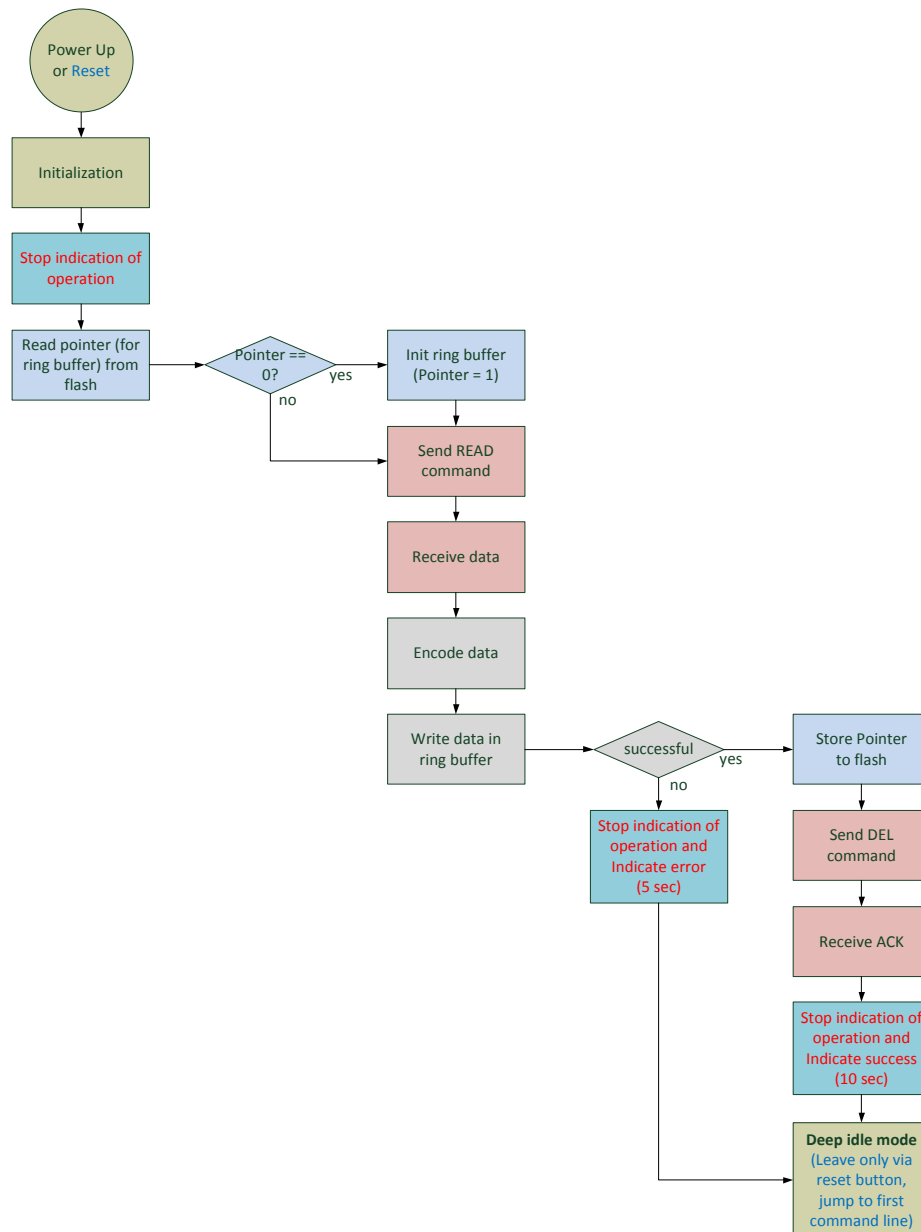 Power Up
or Reset
Initialization
Stop indication of
operation
Read pointer (for
ring buffer) from
flash
Pointer ==
0?
yes
no
Init ring buffer
(Pointer = 1)
Send READ
command
Receive data
Encode data
Write data in
ring buffer
successful
yes
no
Store Pointer
to flash
Stop indication of
operation and
Indicate error
(5 sec)
Send DEL
command
Receive ACK
Stop indication of
operation and
Indicate success
(10 sec)
Deep idle mode
(Leave only via
reset button,
jump to first
command line)